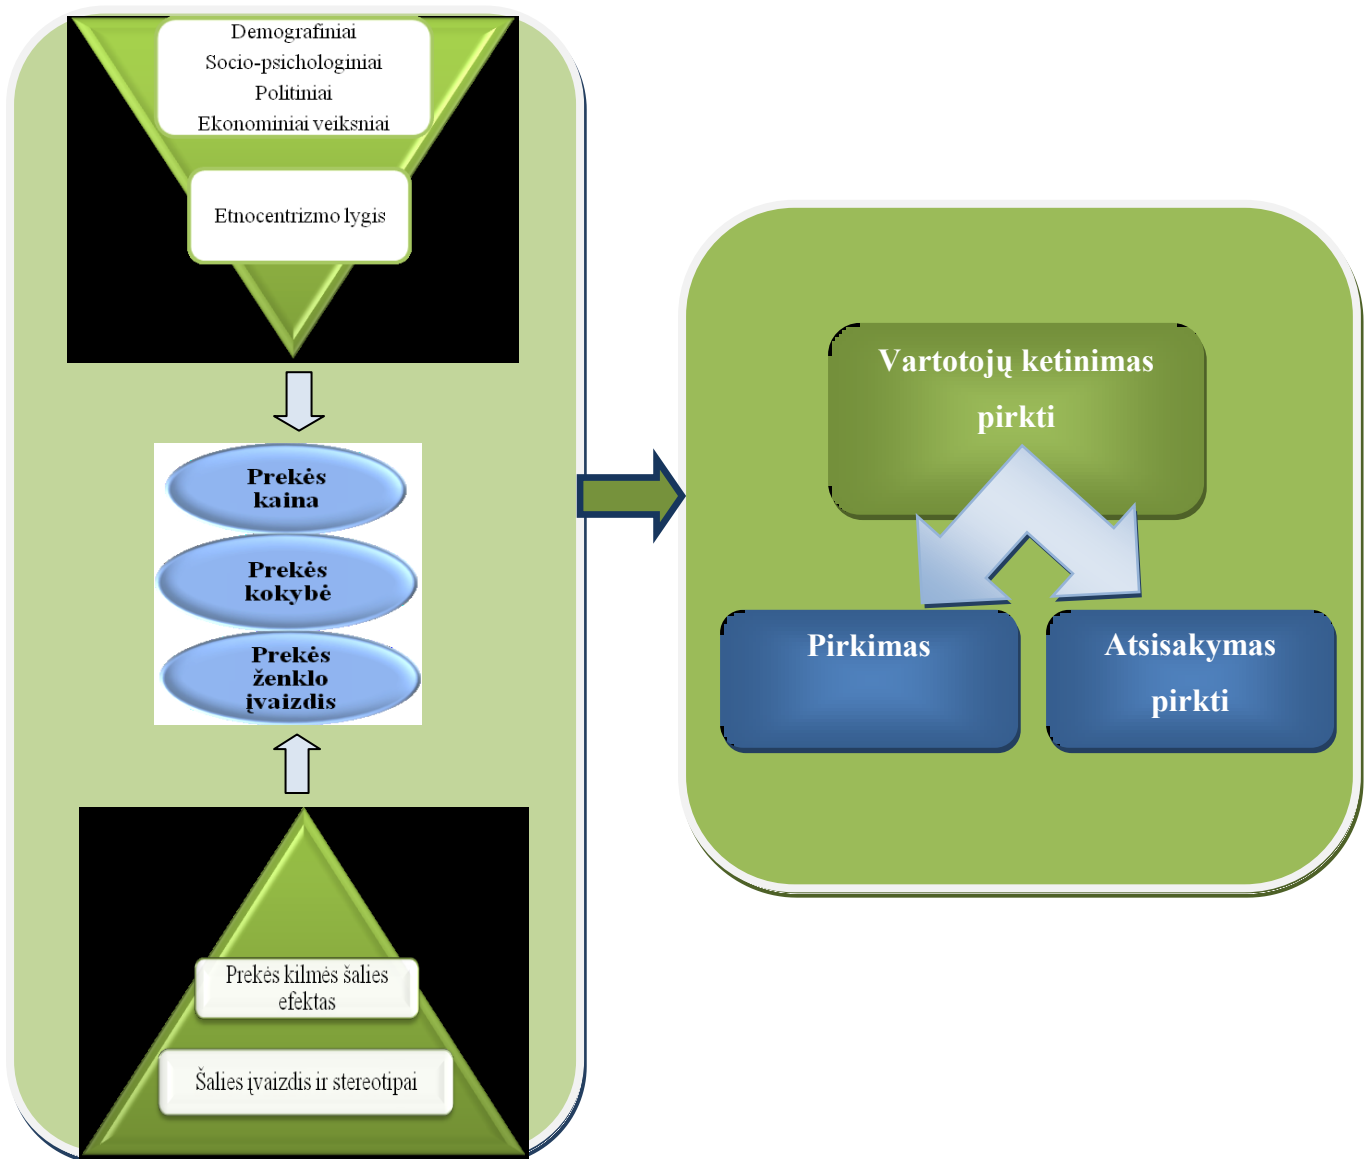 Demografiniai
Socio-psichologiniai
Politiniai
Ekonominiai veiksniai
Etnocentrizmo lygis
Prekės
kaina
Prekės
kokybė
Prekės
ženklo
įvaizdis
Prekės kilmės šalies
efektas
Šalies įvaizdis ir stereotipai
Vartotojų ketinimas
pirkti
Pirkimas
Atsisakymas
pirkti